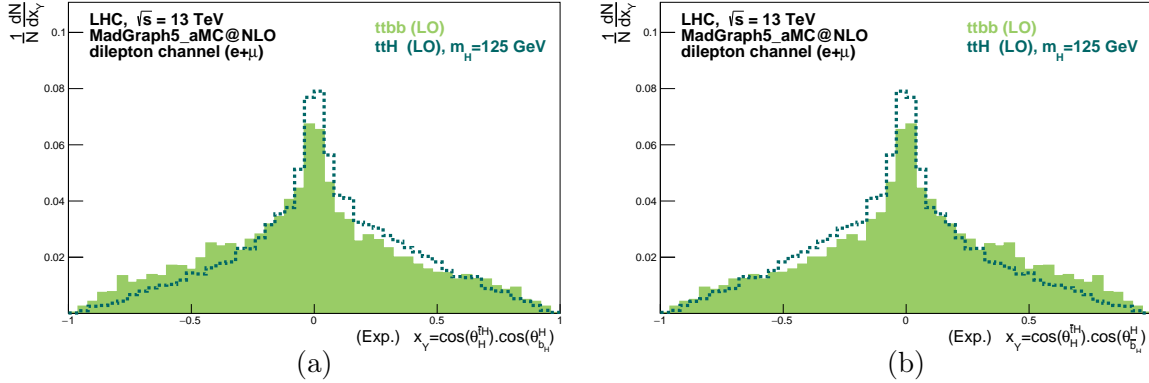 1/N dN/dx_Y
LHC, √s = 13 TeV
MadGraph5_aMC@NLO
dilepton channel (e+μ)
ttbb (LO)
ttH (LO), m_H=125 GeV
0.1
0.08
0.06
0.04
0.02
−1 −0.5 0 0.5 1
(Exp.) x_Y=cos(θ_H^{t̄H}).cos(θ_{b_H}^H)
(a)
1/N dN/dx_Y
LHC, √s = 13 TeV
MadGraph5_aMC@NLO
dilepton channel (e+μ)
ttbb (LO)
ttH (LO), m_H=125 GeV
0.1
0.08
0.06
0.04
0.02
−1 −0.5 0 0.5 1
(Exp.) x_Y=cos(θ_H^{t̄H}).cos(θ_{b̄_H}^H)
(b)